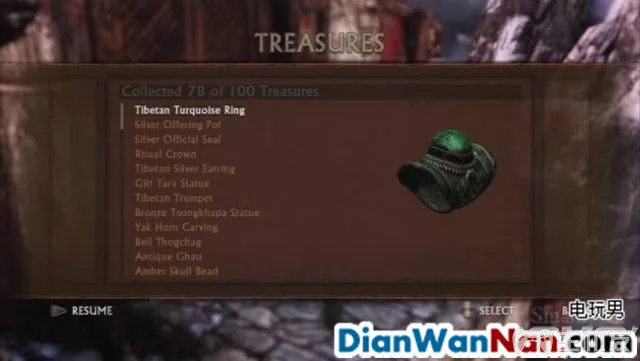 TREASURES
Collected 78 of 100 Treasures
Tibetan Turquoise Ring
Silver Offering Pot
Silver Official Seal
Ritual Crown
Tibetan Silver Earring
Gilt Tara Statue
Tibetan Trumpet
Bronze Tsongkhapa Statue
Yak Horn Carving
Bell Thogchag
Antique Ghau
Amber Skull Bead
RESUME
SELECT
电玩男
DianWanNan.com